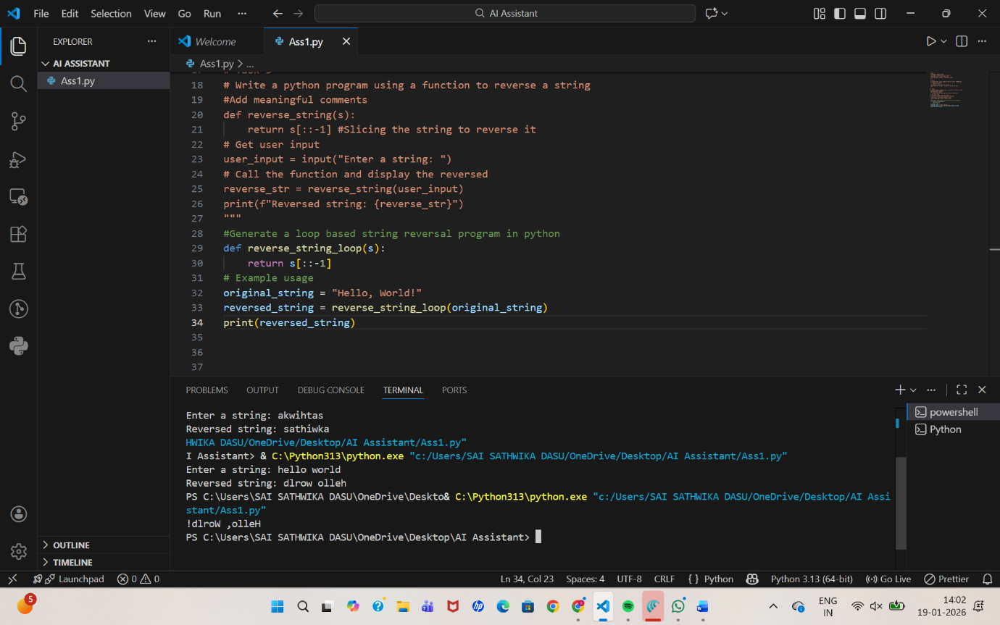 File Edit Selection View Go Run ··· AI Assistant
EXPLORER ···
Welcome
Ass1.py
AI ASSISTANT
Ass1.py
Ass1.py > ...
18 # Write a python program using a function to reverse a string
19 #Add meaningful comments
20 def reverse_string(s):
21 return s[::-1] #Slicing the string to reverse it
22 # Get user input
23 user_input = input("Enter a string: ")
24 # Call the function and display the reversed
25 reverse_str = reverse_string(user_input)
26 print(f"Reversed string: {reverse_str}")
27 """
28 #Generate a loop based string reversal program in python
29 def reverse_string_loop(s):
30 return s[::-1]
31 # Example usage
32 original_string = "Hello, World!"
33 reversed_string = reverse_string_loop(original_string)
34 print(reversed_string)
35
36
37
PROBLEMS OUTPUT DEBUG CONSOLE TERMINAL PORTS
powershell
Python
Enter a string: akwihtas
Reversed string: sathiwka
HWIKA DASU/OneDrive/Desktop/AI Assistant/Ass1.py"
I Assistant> & C:\Python313\python.exe "c:/Users/SAI SATHWIKA DASU/OneDrive/Desktop/AI Assistant/Ass1.py"
Enter a string: hello world
Reversed string: dlrow olleh
PS C:\Users\SAI SATHWIKA DASU\OneDrive\Deskto& C:\Python313\python.exe "c:/Users/SAI SATHWIKA DASU/OneDrive/Desktop/AI Assi
stant/Ass1.py"
!dlroW ,olleH
PS C:\Users\SAI SATHWIKA DASU\OneDrive\Desktop\AI Assistant>
OUTLINE
TIMELINE
Launchpad 0 0 Ln 34, Col 23 Spaces: 4 UTF-8 CRLF { } Python Python 3.13 (64-bit) Go Live Prettier
5
ENG
IN
14:02
19-01-2026